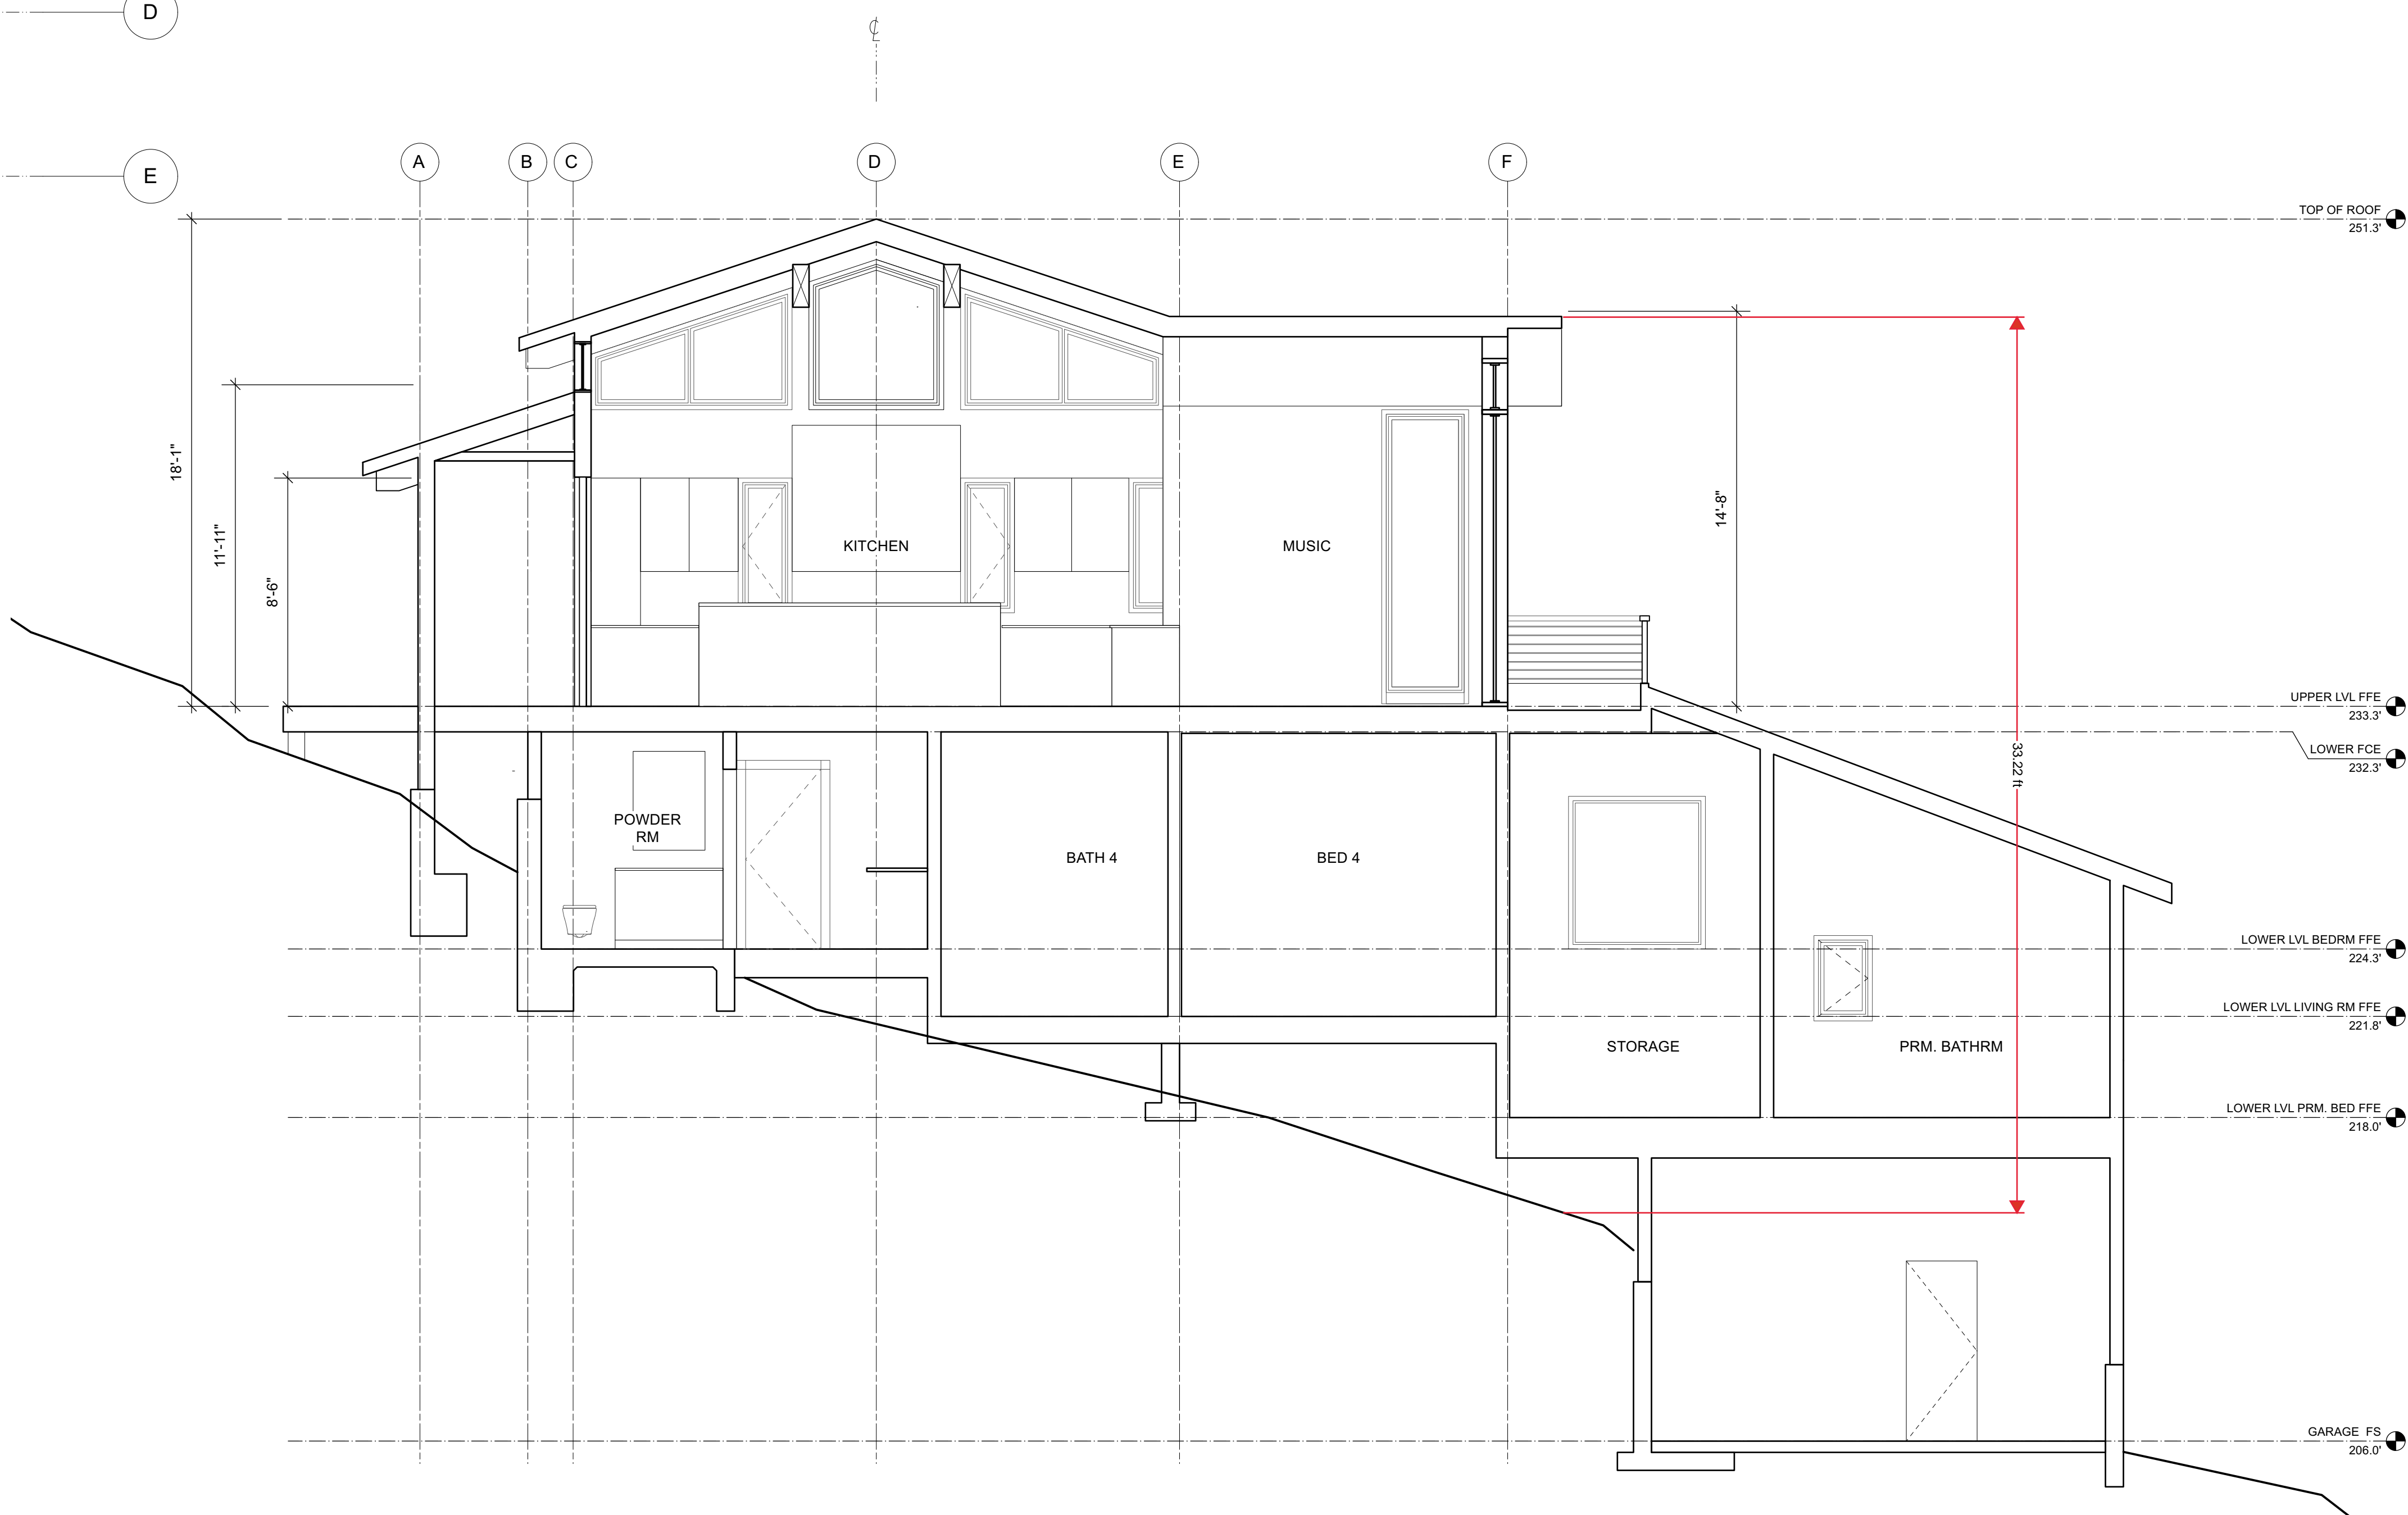 D
℄
E
A
B
C
D
E
F
TOP OF ROOF
251.3'
18'-1"
11'-11"
8'-6"
14'-8"
KITCHEN
MUSIC
UPPER LVL FFE
233.3'
33.22 ft
LOWER FCE
232.3'
POWDER
RM
BATH 4
BED 4
LOWER LVL BEDRM FFE
224.3'
LOWER LVL LIVING RM FFE
221.8'
STORAGE
PRM. BATHRM
LOWER LVL PRM. BED FFE
218.0'
GARAGE FS
206.0'